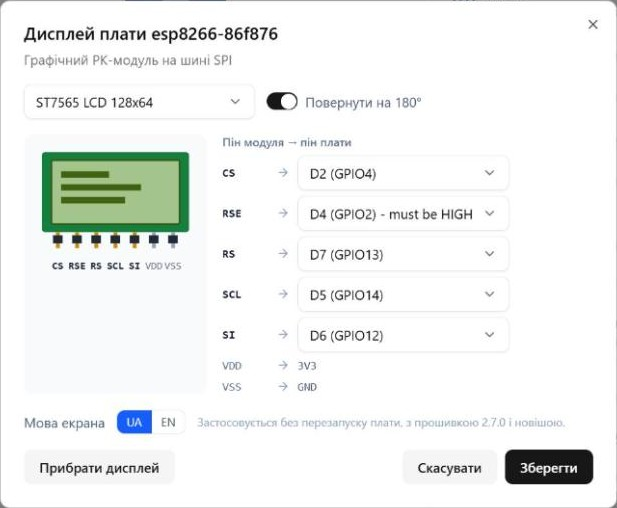 Дисплей плати esp8266-86f876
Графічний РК-модуль на шині SPI
ST7565 LCD 128x64
Повернути на 180°
Пін модуля → пін плати
CS → D2 (GPIO4)
RSE → D4 (GPIO2) - must be HIGH
RS → D7 (GPIO13)
SCL → D5 (GPIO14)
SI → D6 (GPIO12)
VDD → 3V3
VSS → GND
CS RSE RS SCL SI VDD VSS
Мова екрана UA EN Застосовується без перезапуску плати, з прошивкою 2.7.0 і новішою.
Прибрати дисплей
Скасувати
Зберегти